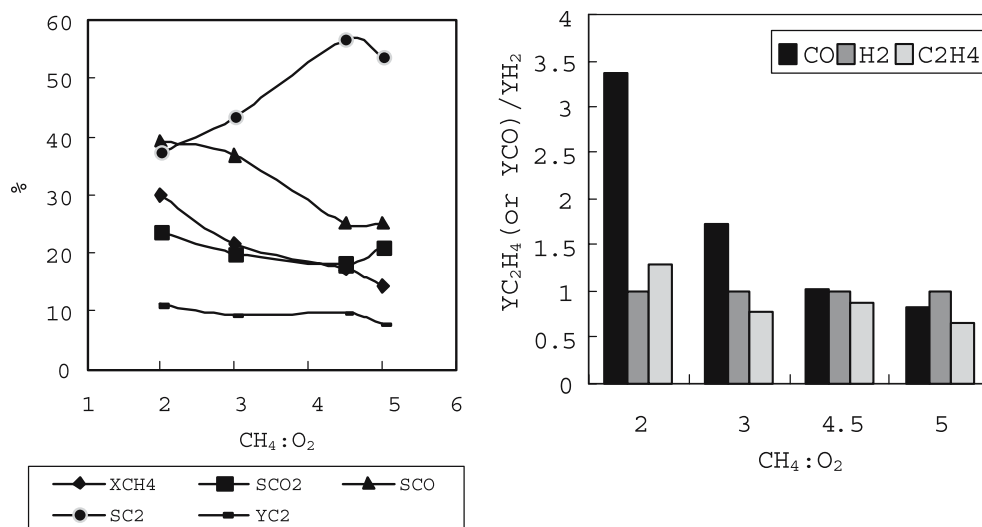 60
50
40
30
20
10
0
%
1 2 3 4 5 6
CH₄:O₂
XCH4 SCO2 SCO
SC2 YC2
4
3.5
3
2.5
2
1.5
1
0.5
0
YC₂H₄(or YCO)/YH₂
CO H2 C2H4
2 3 4.5 5
CH₄:O₂